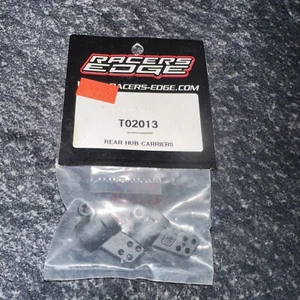 RACERS
EDGE
RACERS-EDGE.COM
T02013
REAR HUB CARRIERS